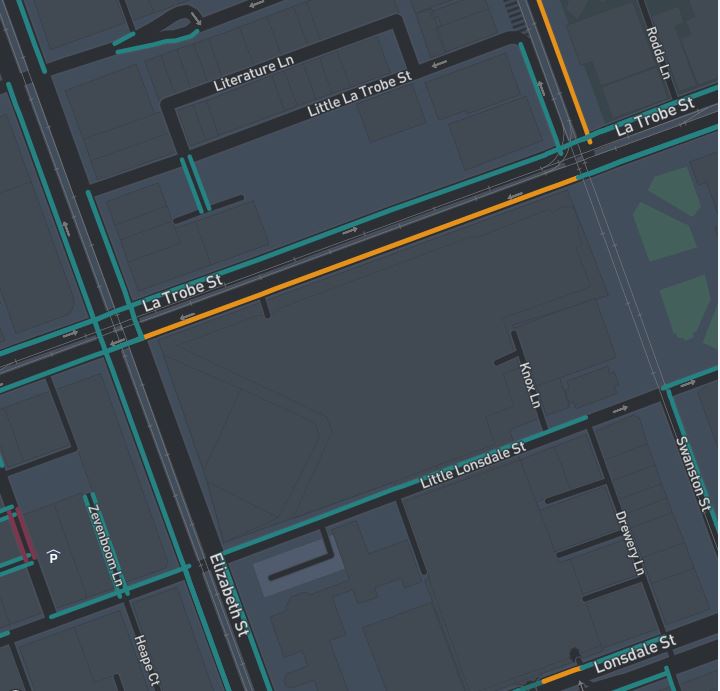 Rodda Ln
Literature Ln
Little La Trobe St
La Trobe St
La Trobe St
Knox Ln
Little Lonsdale St
Swanston St
Zevenboom Ln
P
Drewery Ln
Elizabeth St
Heape Ct
Lonsdale St